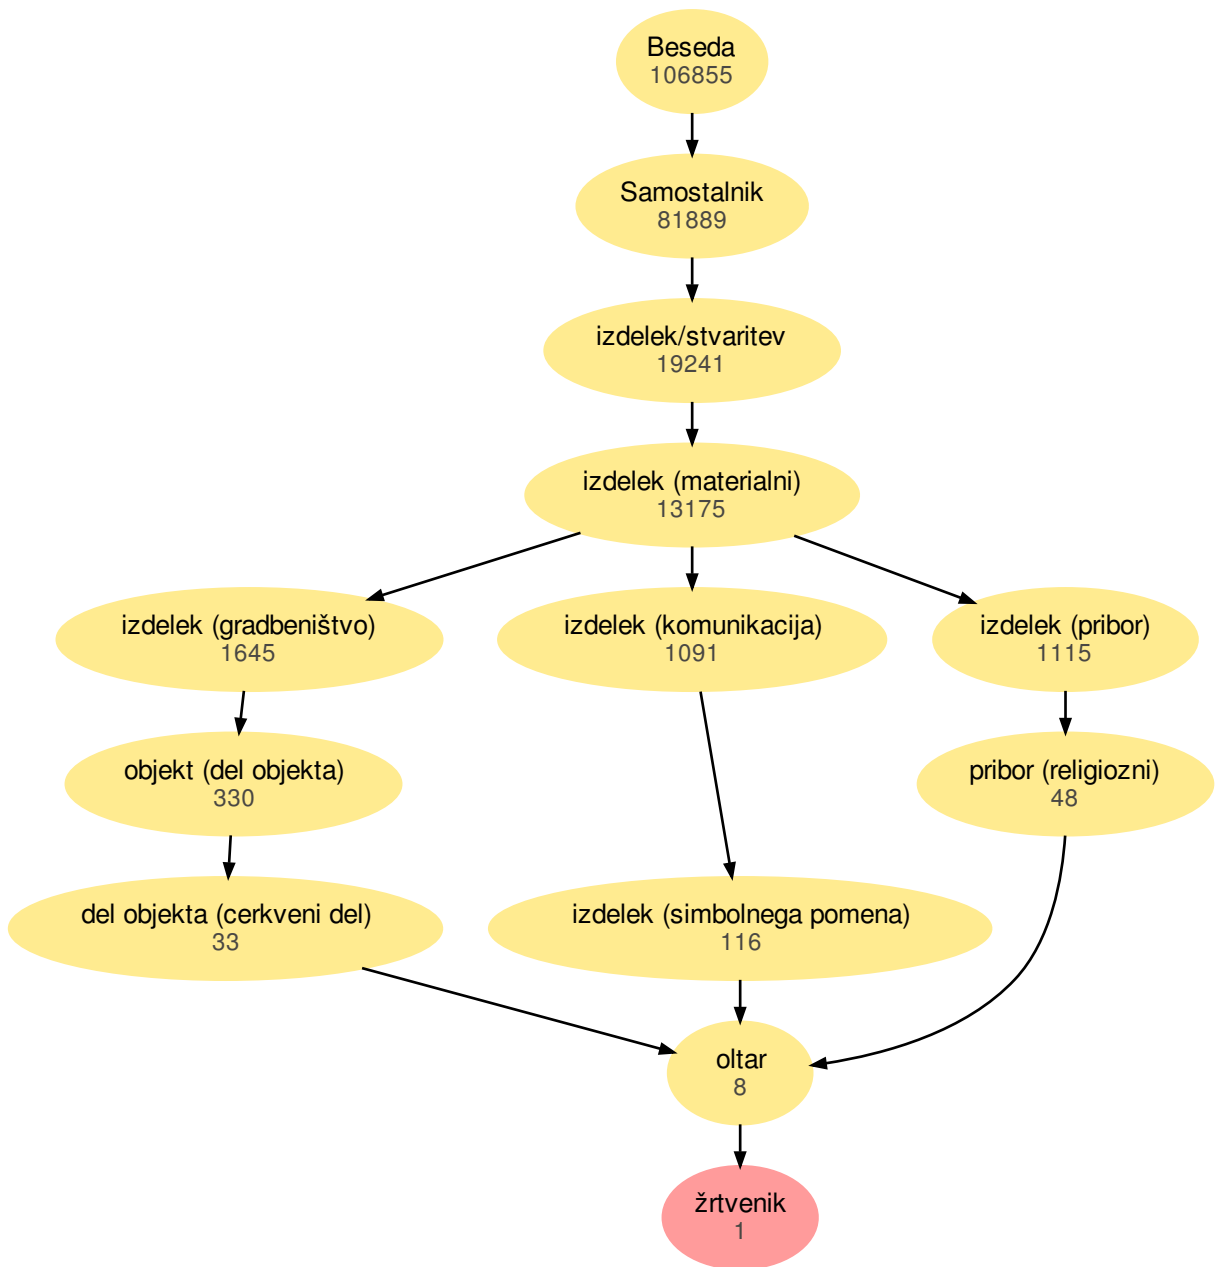 Beseda
106855
Samostalnik
81889
izdelek/stvaritev
19241
izdelek (materialni)
13175
izdelek (gradbeništvo)
1645
izdelek (komunikacija)
1091
izdelek (pribor)
1115
objekt (del objekta)
330
pribor (religiozni)
48
del objekta (cerkveni del)
33
izdelek (simbolnega pomena)
116
oltar
8
žrtvenik
1